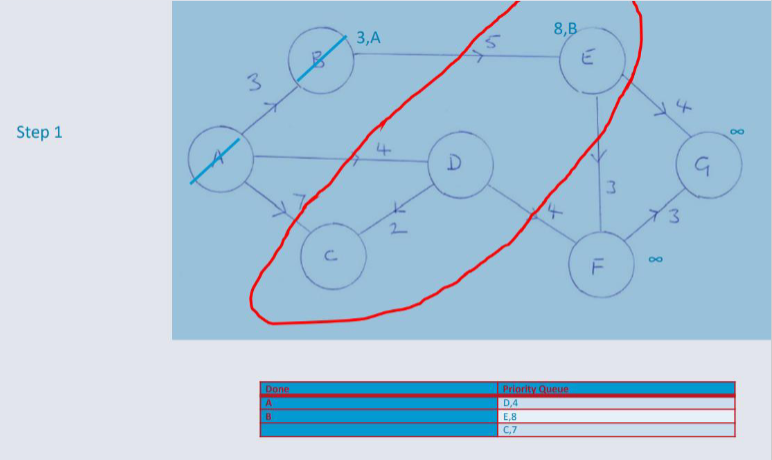 3,A
8,B
B
5
E
3
4
Step 1
∞
A
4
D
G
7
3
4
3
2
C
F
∞
Done Priority Queue
A D,4
B E,8
C,7